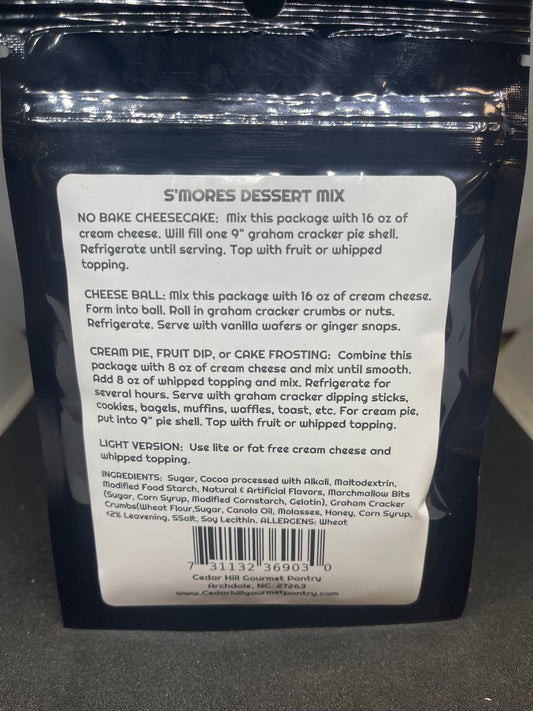 S'MORES DESSERT MIX
NO BAKE CHEESECAKE: Mix this package with 16 oz of
cream cheese. Will fill one 9" graham cracker pie shell.
Refrigerate until serving. Top with fruit or whipped
topping.
CHEESE BALL: Mix this package with 16 oz of cream cheese.
Form into ball. Roll in graham cracker crumbs or nuts.
Refrigerate. Serve with vanilla wafers or ginger snaps.
CREAM PIE, FRUIT DIP, or CAKE FROSTING: Combine this
package with 8 oz of cream cheese and mix until smooth.
Add 8 oz of whipped topping and mix. Refrigerate for
several hours. Serve with graham cracker dipping sticks,
cookies, bagels, muffins, waffles, toast, etc. For cream pie,
put into 9" pie shell. Top with fruit or whipped topping.
LIGHT VERSION: Use lite or fat free cream cheese and
whipped topping.
INGREDIENTS: Sugar, Cocoa processed with Alkali, Maltodextrin,
Modified Food Starch, Natural & Artificial Flavors, Marchmallow Bits
(Sugar, Corn Syrup, Modified Cornstarch, Gelatin), Graham Cracker
Crumbs(Wheat Flour,Sugar, Canola Oil, Molasses, Honey, Corn Syrup,
<2% Leavening, SSalt, Soy Lecithin. ALLERGENS: Wheat
7 31132 36903 0
Cedar Hill Gourmet Pantry
Archdale, NC, 27263
www.Cedarhillgourmetpantry.com